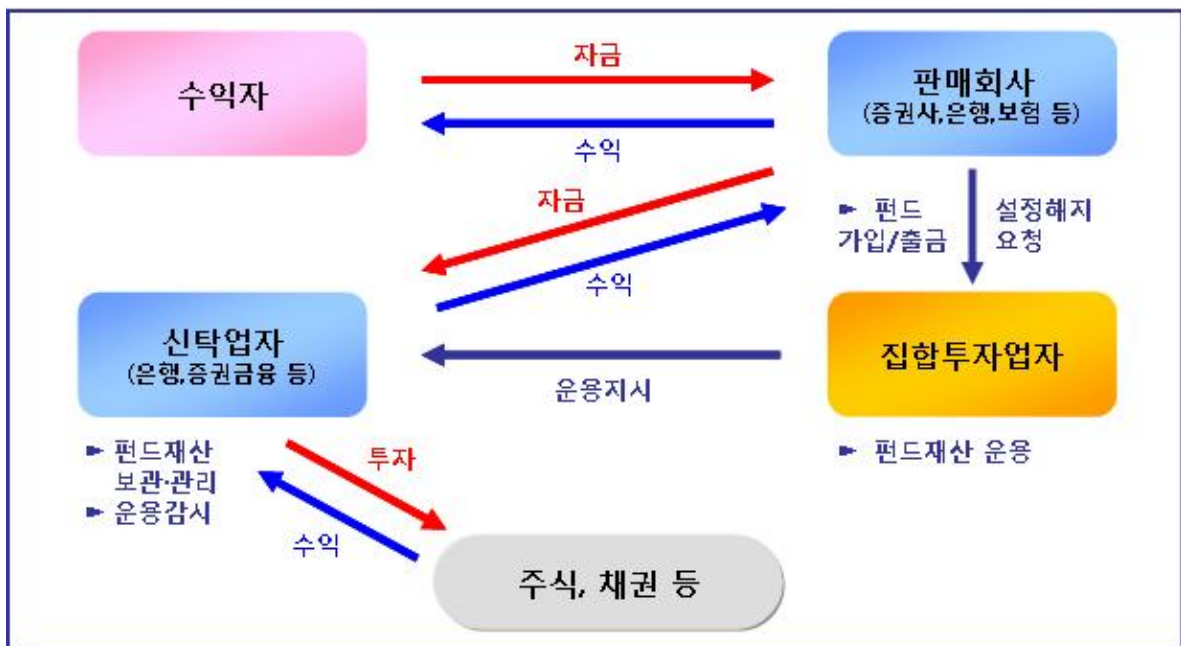 수익자
자금
수익
판매회사
(증권사,은행,보험 등)
자금
수익
► 펀드
가입/출금
설정해지
요청
신탁업자
(은행,증권금융 등)
운용지시
집합투자업자
► 펀드재산
보관·관리
► 운용감시
투자
수익
► 펀드재산 운용
주식, 채권 등